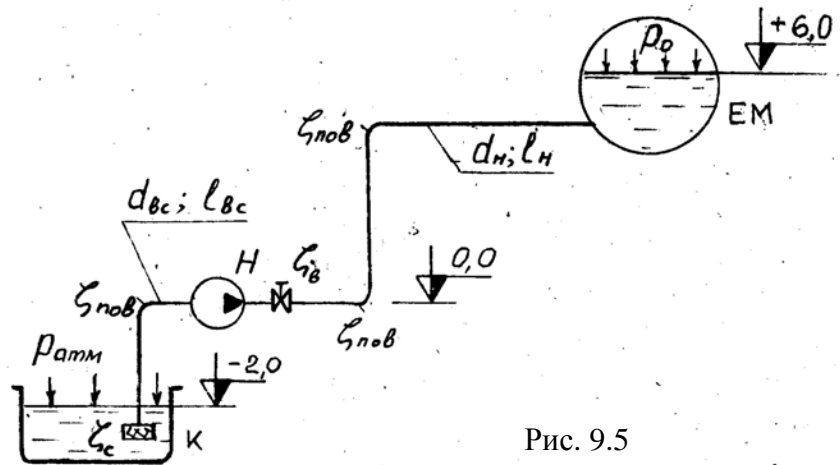 +6,0
p₀
ЕМ
ζпов
dн; lн
dвс; lвс
Н
ζв
0,0
ζпов
ζпов
Pатм
-2,0
ζс
К
Рис. 9.5